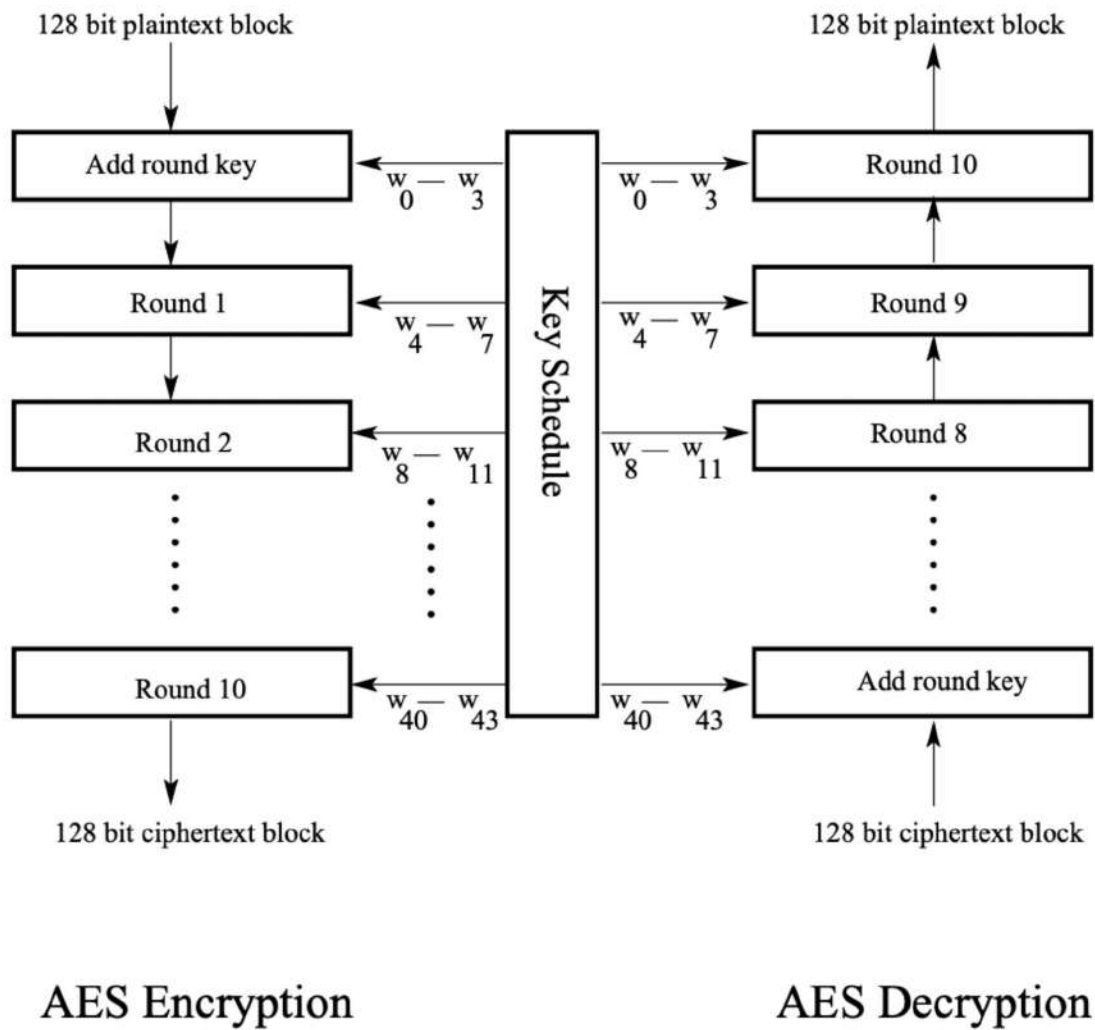 128 bit plaintext block
128 bit plaintext block
Add round key
w0 — w3
w0 — w3
Round 10
Round 1
w4 — w7
w4 — w7
Round 9
Key Schedule
Round 2
w8 — w11
w8 — w11
Round 8
Round 10
w40 — w43
w40 — w43
Add round key
128 bit ciphertext block
128 bit ciphertext block
AES Encryption
AES Decryption